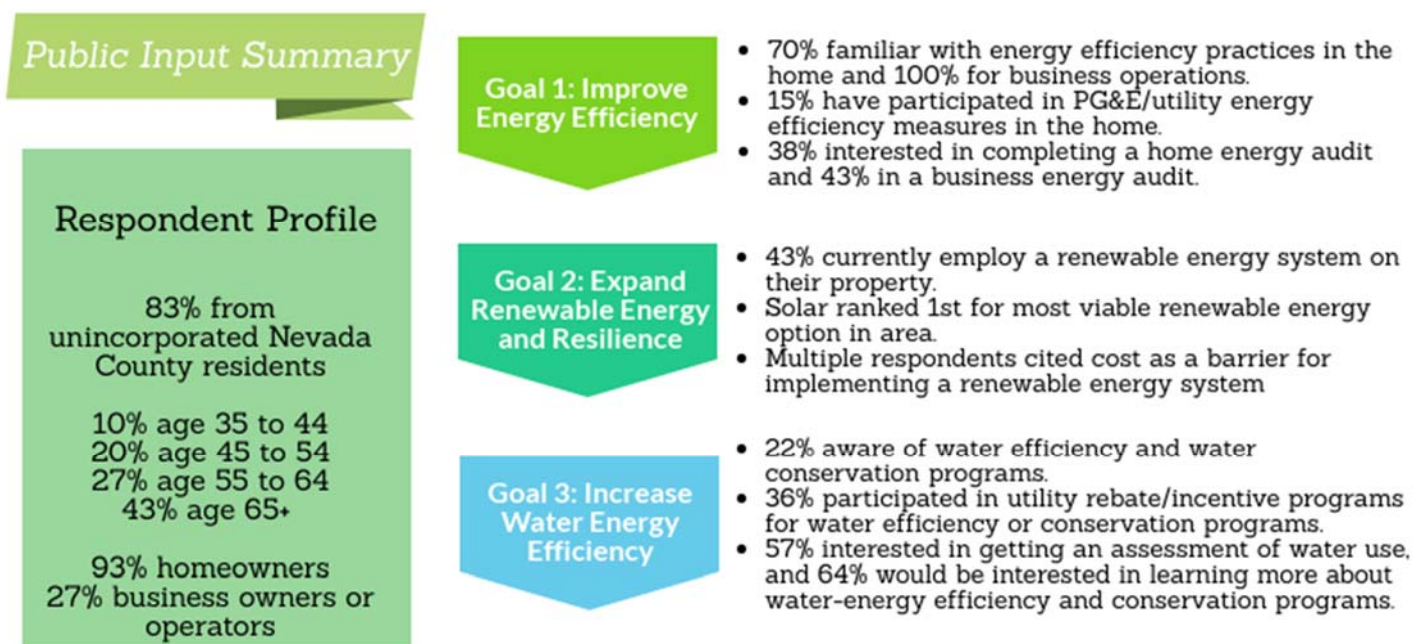 Public Input Summary
Respondent Profile
83% from
unincorporated Nevada
County residents
10% age 35 to 44
20% age 45 to 54
27% age 55 to 64
43% age 65+
93% homeowners
27% business owners or
operators
Goal 1: Improve
Energy Efficiency
• 70% familiar with energy efficiency practices in the
home and 100% for business operations.
• 15% have participated in PG&E/utility energy
efficiency measures in the home.
• 38% interested in completing a home energy audit
and 43% in a business energy audit.
Goal 2: Expand
Renewable Energy
and Resilience
• 43% currently employ a renewable energy system on
their property.
• Solar ranked 1st for most viable renewable energy
option in area.
• Multiple respondents cited cost as a barrier for
implementing a renewable energy system
Goal 3: Increase
Water Energy
Efficiency
• 22% aware of water efficiency and water
conservation programs.
• 36% participated in utility rebate/incentive programs
for water efficiency or conservation programs.
• 57% interested in getting an assessment of water use,
and 64% would be interested in learning more about
water-energy efficiency and conservation programs.